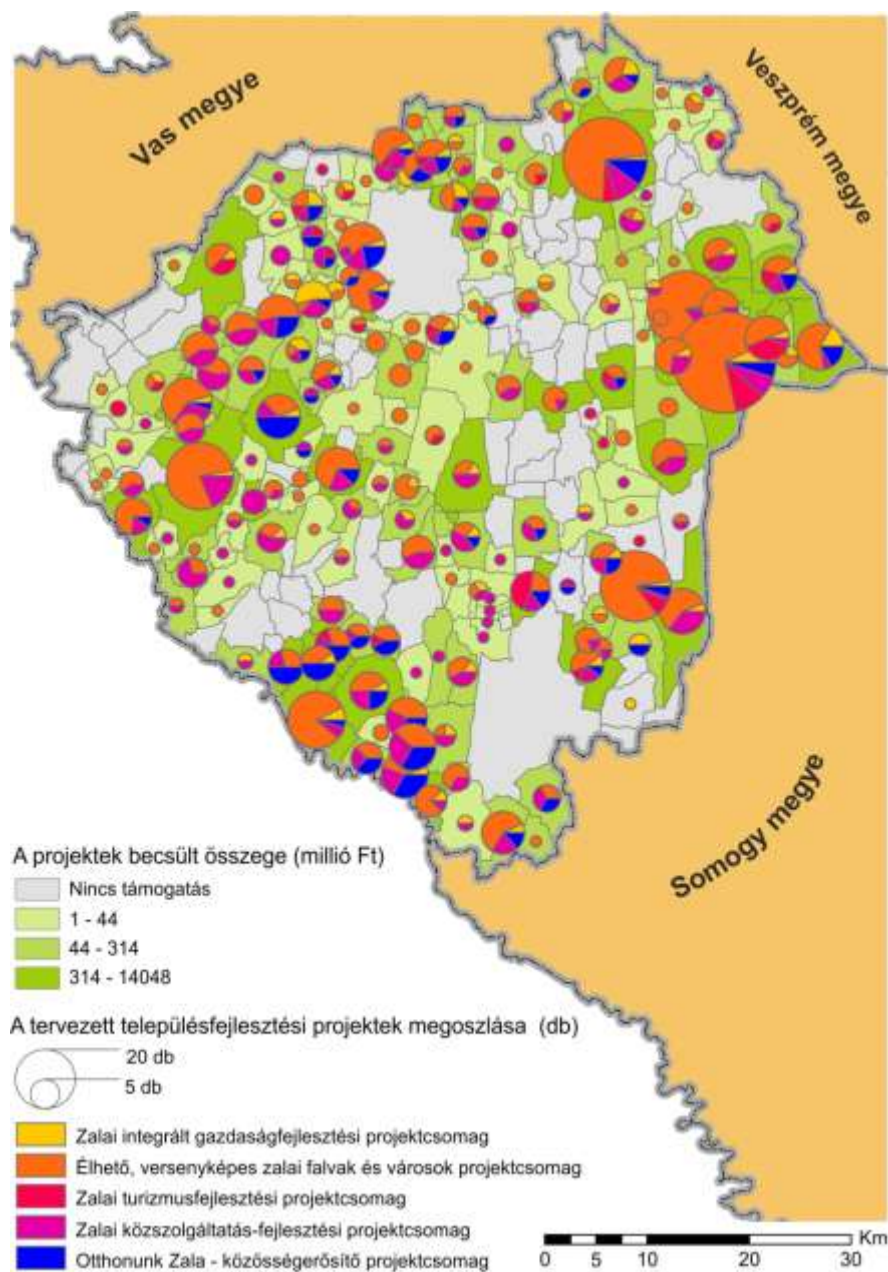 Vas megye
Veszprém megye
Somogy megye
A projektek becsült összege (millió Ft)
Nincs támogatás
1 - 44
44 - 314
314 - 14048
A tervezett településfejlesztési projektek megoszlása (db)
20 db
5 db
Zalai integrált gazdaságfejlesztési projektcsomag
Élhető, versenyképes zalai falvak és városok projektcsomag
Zalai turizmusfejlesztési projektcsomag
Zalai közszolgáltatás-fejlesztési projektcsomag
Otthonunk Zala - közösségerősítő projektcsomag
Km
0 5 10 20 30